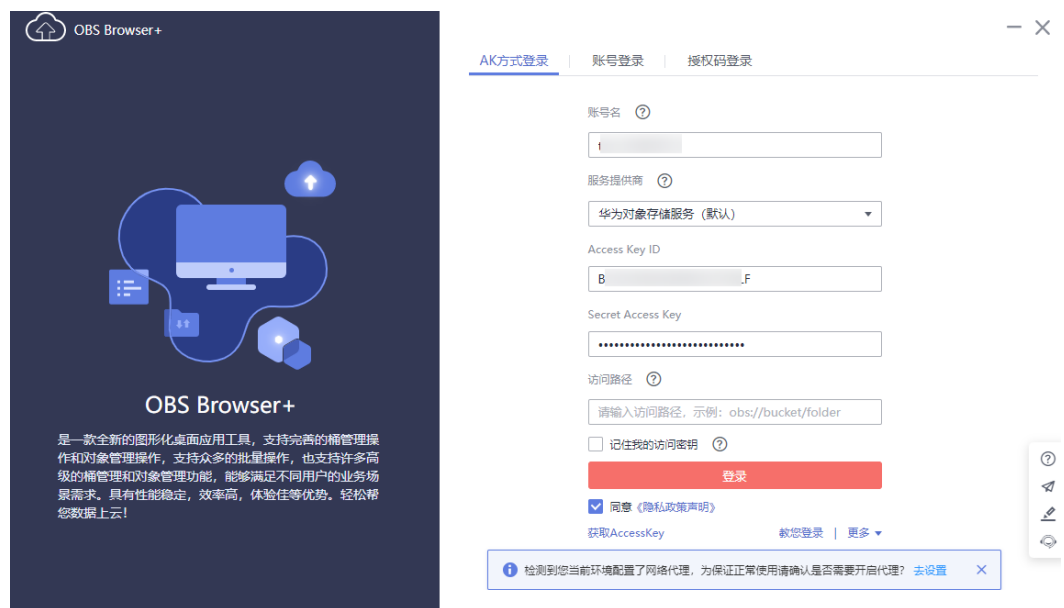 OBS Browser+
AK方式登录
账号登录
授权码登录
账号名
服务提供商
华为对象存储服务（默认）
Access Key ID
B
LF
Secret Access Key
访问路径
请输入访问路径，示例：obs://bucket/folder
记住我的访问密钥
登录
同意《隐私政策声明》
获取AccessKey
教您登录 | 更多
检测到您当前环境配置了网络代理，为保证正常使用请确认是否需要开启代理？ 去设置
OBS Browser+
是一款全新的图形化桌面应用工具，支持完善的桶管理操
作和对象管理操作，支持众多的批量操作，也支持许多高
级的桶管理和对象管理功能，能够满足不同用户的业务场
景需求。具有性能稳定，效率高，体验佳等优势。轻松帮
您数据上云！